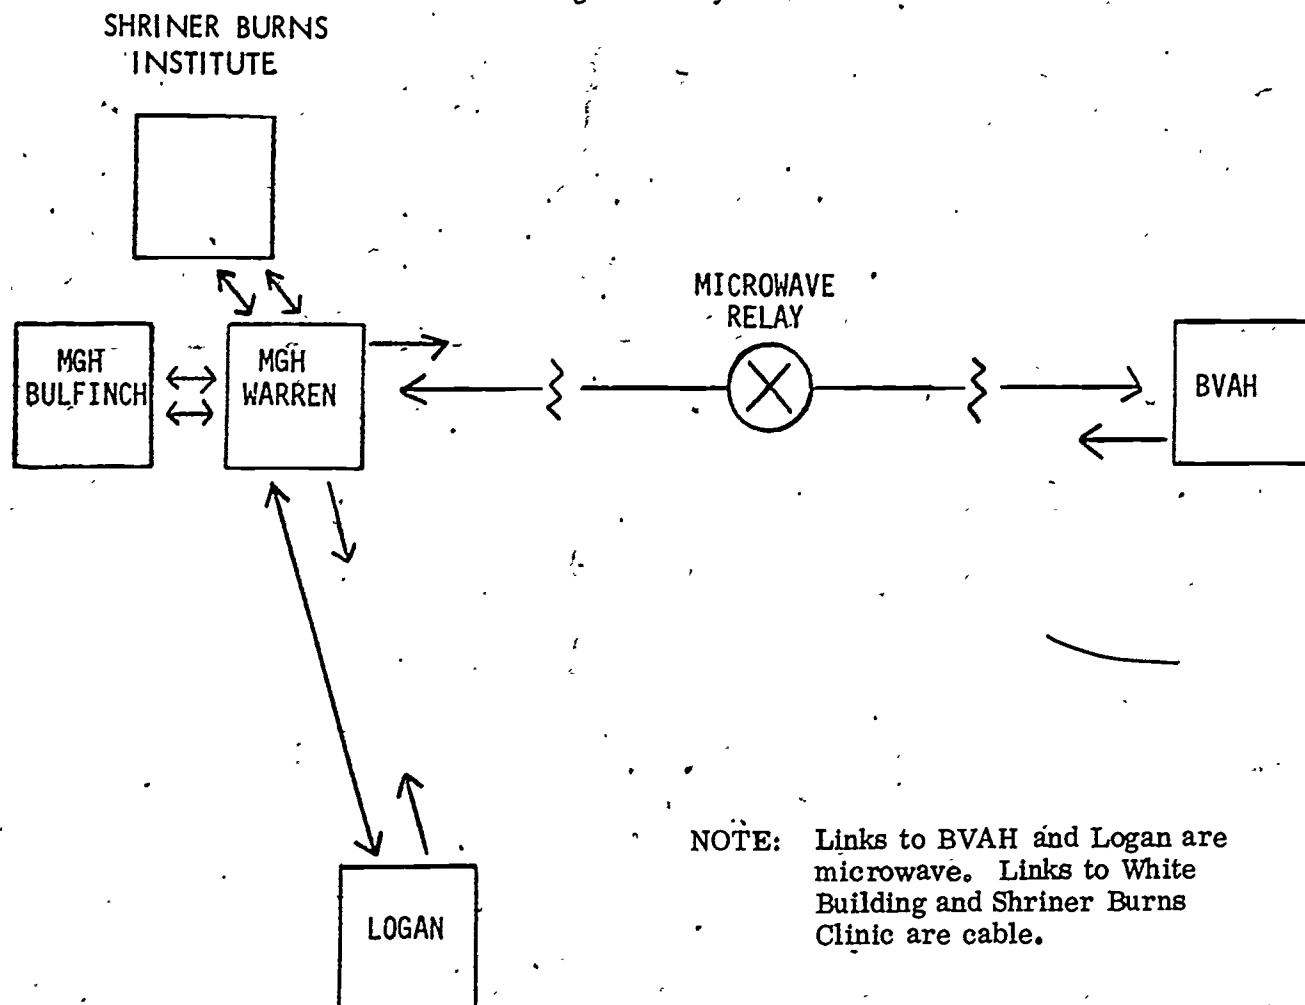 SHRINER BURNS
INSTITUTE
MICROWAVE
RELAY
MGH
BULFINCH
MGH
WARREN
BVAH
LOGAN
NOTE: Links to BVAH and Logan are
microwave. Links to White
Building and Shriner Burns
Clinic are cable.